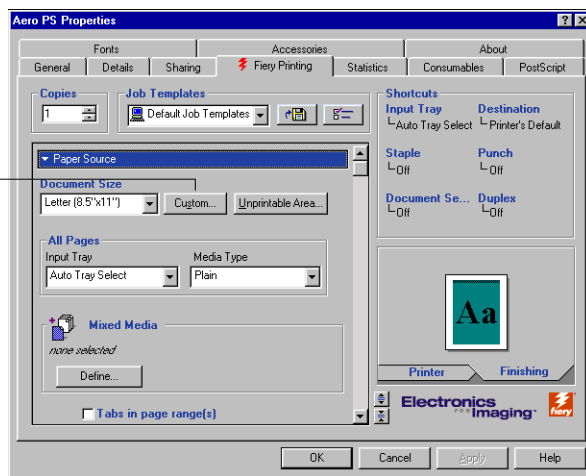 Aero PS Properties
Fonts Accessories About
General Details Sharing Fiery Printing Statistics Consumables PostScript
Copies
1
Job Templates
Default Job Templates
Paper Source
Document Size
Letter (8.5"x11") Custom... Unprintable Area...
All Pages
Input Tray Media Type
Auto Tray Select Plain
Mixed Media
none selected
Define...
Tabs in page range(s)
Shortcuts
Input Tray Destination
Auto Tray Select Printer's Default
Staple Punch
Off Off
Document Se... Duplex
Off Off
Aa
Printer Finishing
Electronics
FOR Imaging
fiery
OK Cancel Apply Help